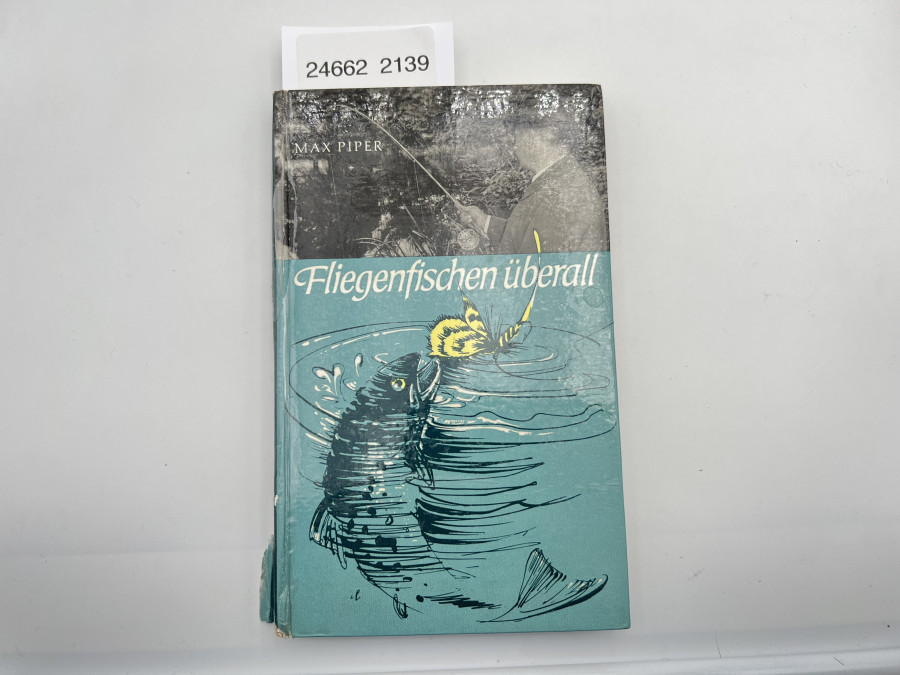 24662 2139
MAX PIPER
Fliegenfischen überall